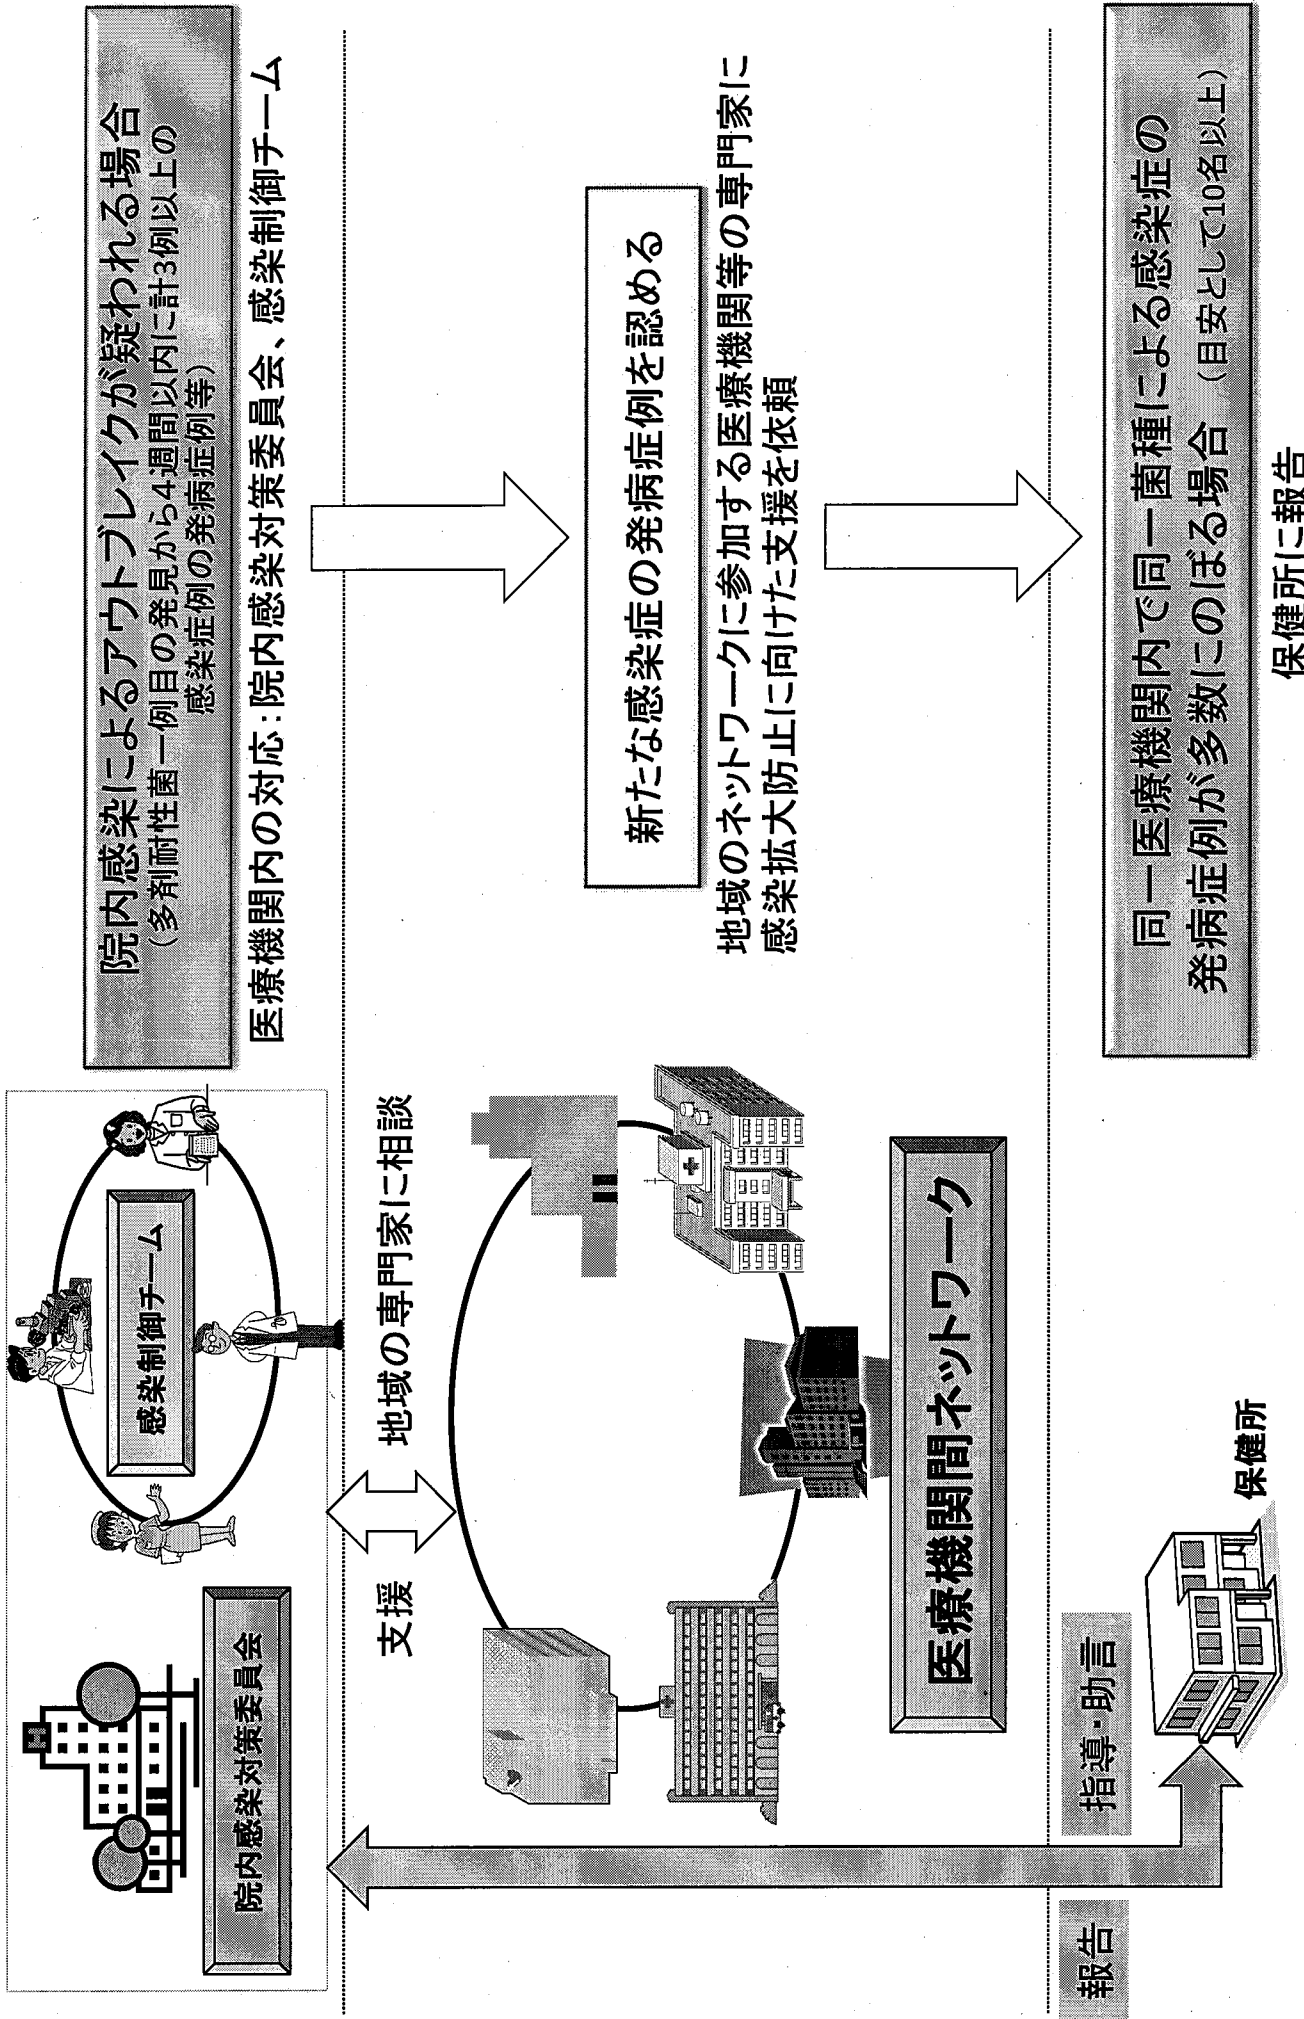 院内感染対策委員会
感染制御チーム
院内感染によるアウトブレイクが疑われる場合
(多剤耐性菌一例目の発見から4週間以内に計3例以上の
感染症例の発病症例等)
医療機関内の対応:院内感染対策委員会、感染制御チーム
支援
地域の専門家に相談
医療機関間ネットワーク
新たな感染症の発病症例を認める
地域のネットワークに参加する医療機関等の専門家に
感染拡大防止に向けた支援を依頼
報告
指導・助言
保健所
同一医療機関内で同一菌種による感染症の
発病症例が多数にのぼる場合(目安として10名以上)
保健所に報告
H